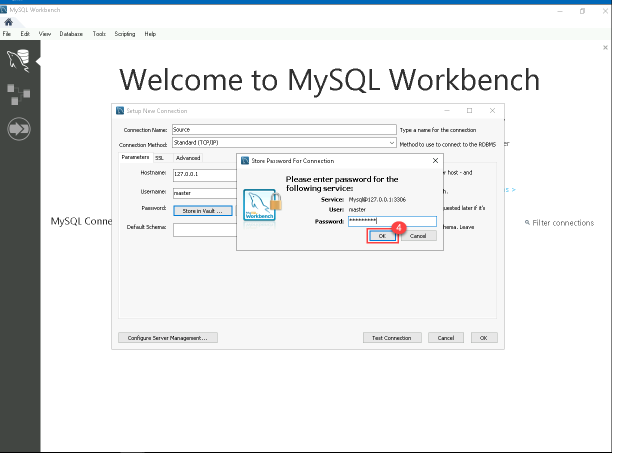 MySQL Workbench
File Edit View Database Tools Scripting Help
Welcome to MySQL Workbench
Setup New Connection
Connection Name: Source Type a name for the connection
Connection Method: Standard (TCP/IP) Method to use to connect to the RDBMS
Parameters SSL Advanced
Store Password For Connection
Please enter password for the
following service:
Service: Mysql@127.0.0.1:3306
User: master
Password: *********
4
OK Cancel
Hostname: 127.0.0.1 host - and
Username: master
Password: Store in Vault ... later if it's
Default Schema: Leave
MySQL Conne
Filter connections
Configure Server Management... Test Connection Cancel OK